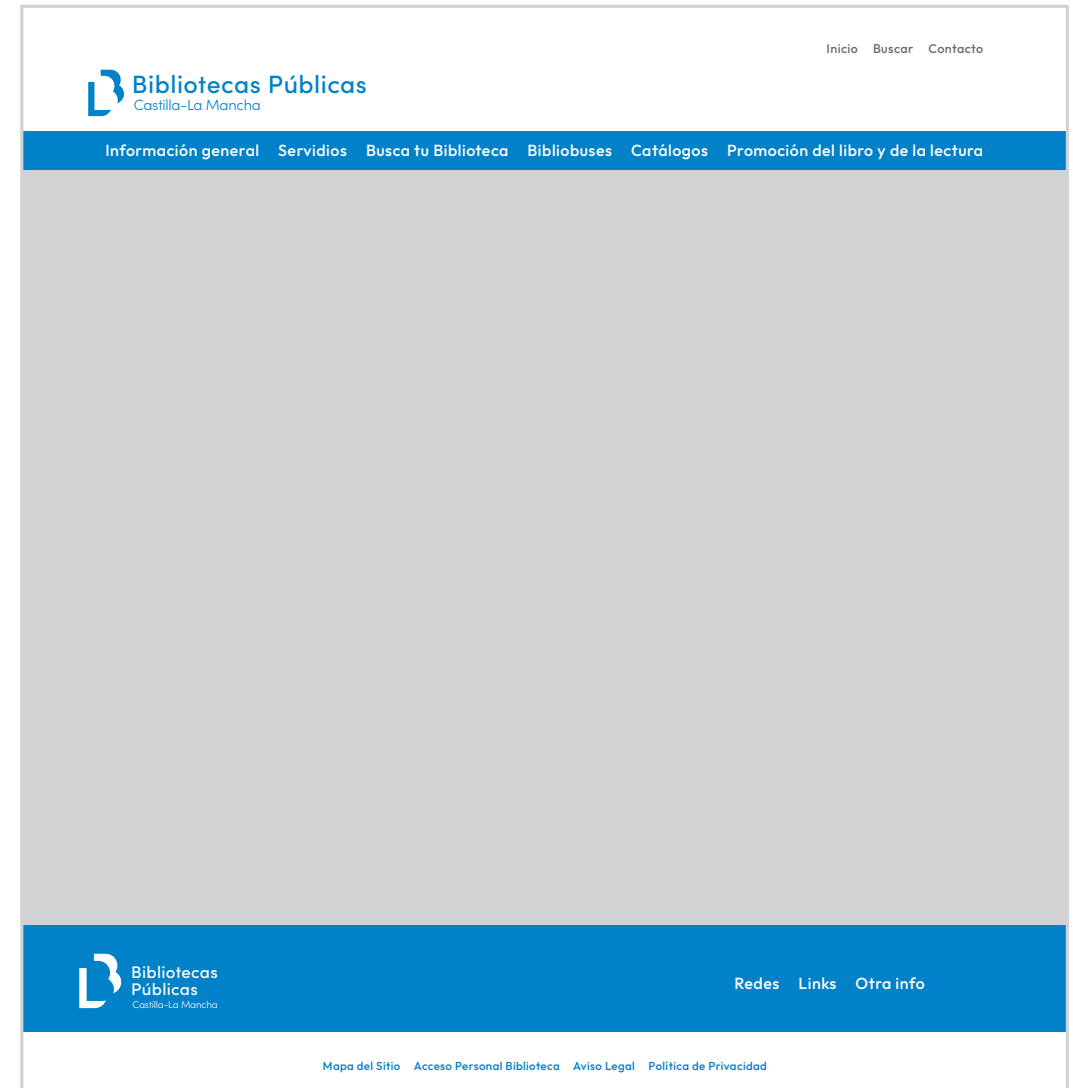 Inicio Buscar Contacto
Bibliotecas Públicas
Castilla-La Mancha
Información general Servidios Busca tu Biblioteca Bibliobuses Catálogos Promoción del libro y de la lectura
Bibliotecas
Públicas
Castilla-La Mancha
Redes Links Otra info
Mapa del Sitio Acceso Personal Biblioteca Aviso Legal Política de Privacidad